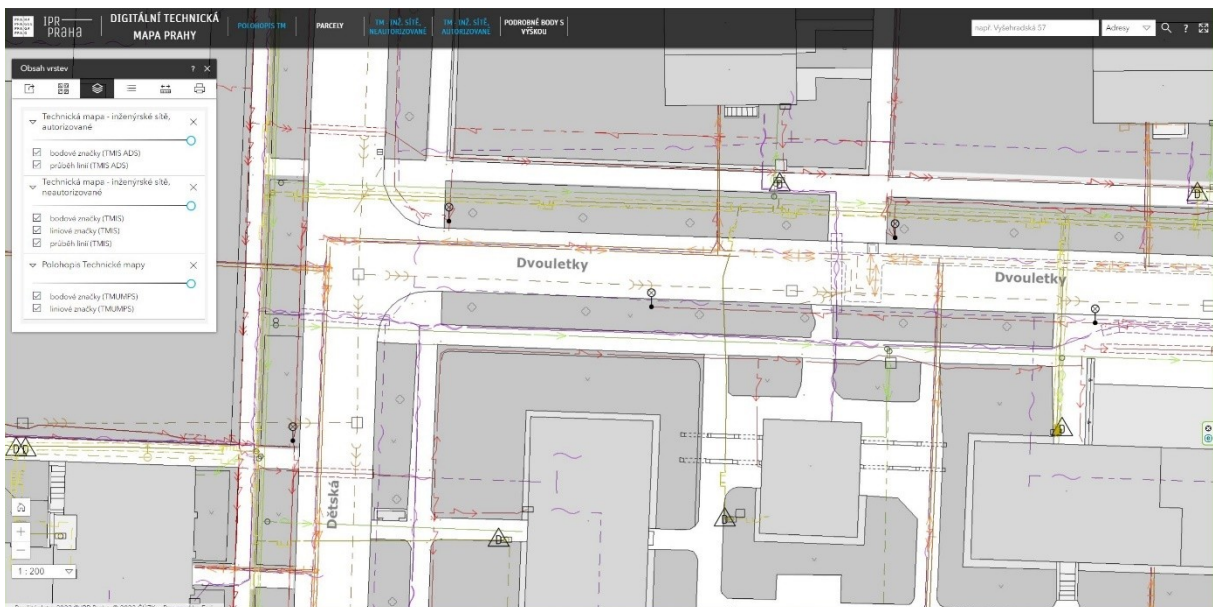 PRA GUE
IPR
PRAHA
DIGITÁLNÍ TECHNICKÁ
MAPA PRAHY
POLOHOPIS TM
PARCELY
TM - INŽ. SÍTĚ,
NEAUTORIZOVANÉ
TM - INŽ. SÍTĚ,
AUTORIZOVANÉ
PODROBNÉ BODY S
VÝŠKOU
např. Vyšehradská 57
Adresy
?
Obsah vrstev
? X
Technická mapa - inženýrské sítě,
autorizované
bodové značky (TMIS ADS)
průběh linií (TMIS ADS)
Technická mapa - inženýrské sítě,
neautorizované
bodové značky (TMIS)
liniové značky (TMIS)
průběh linií (TMIS)
Polohopis Technické mapy
bodové značky (TMUMPS)
liniové značky (TMUMPS)
Dvouletky
Dvouletky
Dětská
+
−
1 : 200